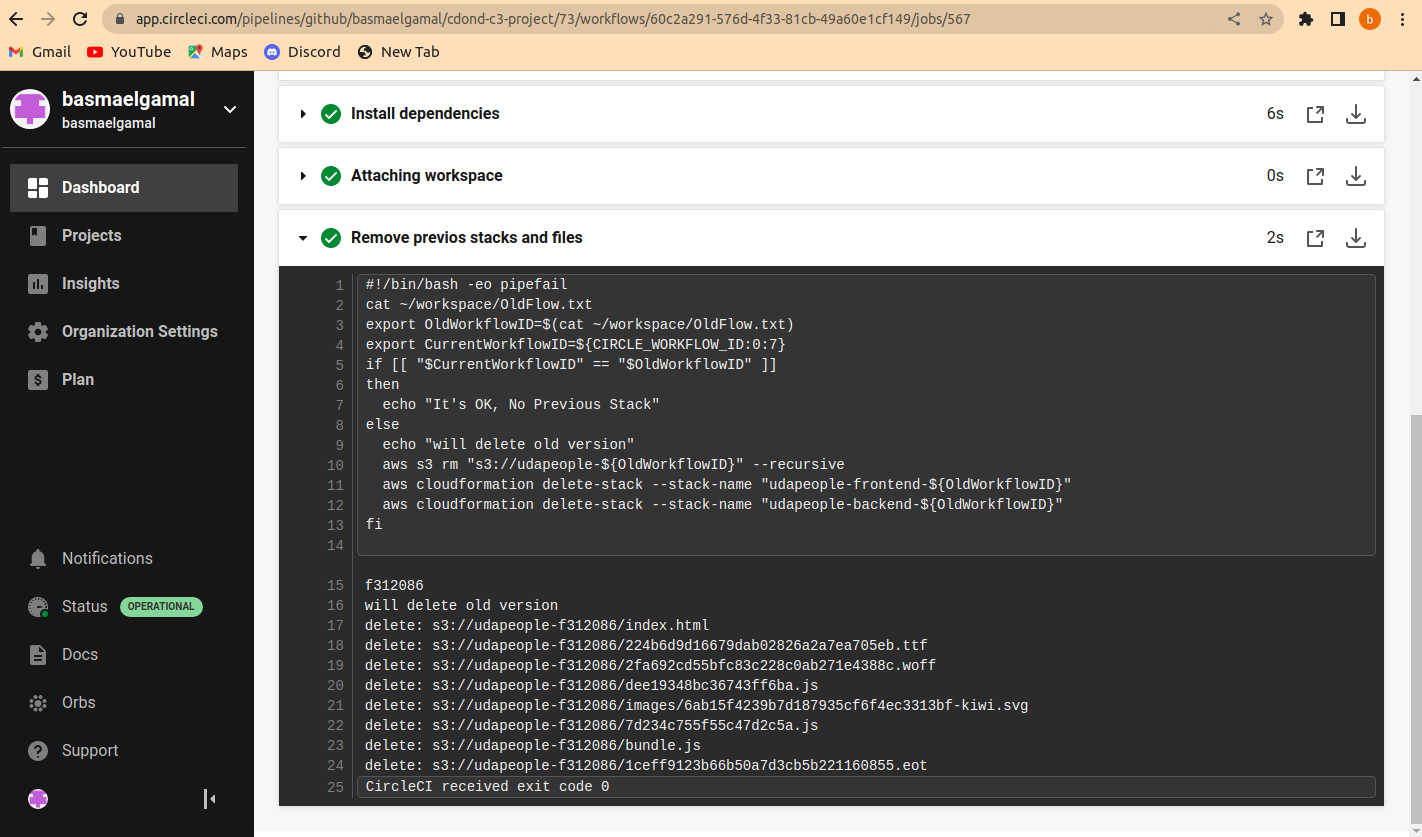 app.circleci.com/pipelines/github/basmaelgamal/cdond-c3-project/73/workflows/60c2a291-576d-4f33-81cb-49a60e1cf149/jobs/567
b
Gmail
YouTube
Maps
Discord
New Tab
basmaelgamal
basmaelgamal
Dashboard
Projects
Insights
Organization Settings
Plan
Notifications
Status OPERATIONAL
Docs
Orbs
Support
Install dependencies 6s
Attaching workspace 0s
Remove previos stacks and files 2s
1 #!/bin/bash -eo pipefail
2 cat ~/workspace/OldFlow.txt
3 export OldWorkflowID=$(cat ~/workspace/OldFlow.txt)
4 export CurrentWorkflowID=${CIRCLE_WORKFLOW_ID:0:7}
5 if [[ "$CurrentWorkflowID" == "$OldWorkflowID" ]]
6 then
7   echo "It's OK, No Previous Stack"
8 else
9   echo "will delete old version"
10   aws s3 rm "s3://udapeople-${OldWorkflowID}" --recursive
11   aws cloudformation delete-stack --stack-name "udapeople-frontend-${OldWorkflowID}"
12   aws cloudformation delete-stack --stack-name "udapeople-backend-${OldWorkflowID}"
13 fi
14
15 f312086
16 will delete old version
17 delete: s3://udapeople-f312086/index.html
18 delete: s3://udapeople-f312086/224b6d9d16679dab02826a2a7ea705eb.ttf
19 delete: s3://udapeople-f312086/2fa692cd55bfc83c228c0ab271e4388c.woff
20 delete: s3://udapeople-f312086/dee19348bc36743ff6ba.js
21 delete: s3://udapeople-f312086/images/6ab15f4239b7d187935cf6f4ec3313bf-kiwi.svg
22 delete: s3://udapeople-f312086/7d234c755f55c47d2c5a.js
23 delete: s3://udapeople-f312086/bundle.js
24 delete: s3://udapeople-f312086/1ceff9123b66b50a7d3cb5b221160855.eot
25 CircleCI received exit code 0